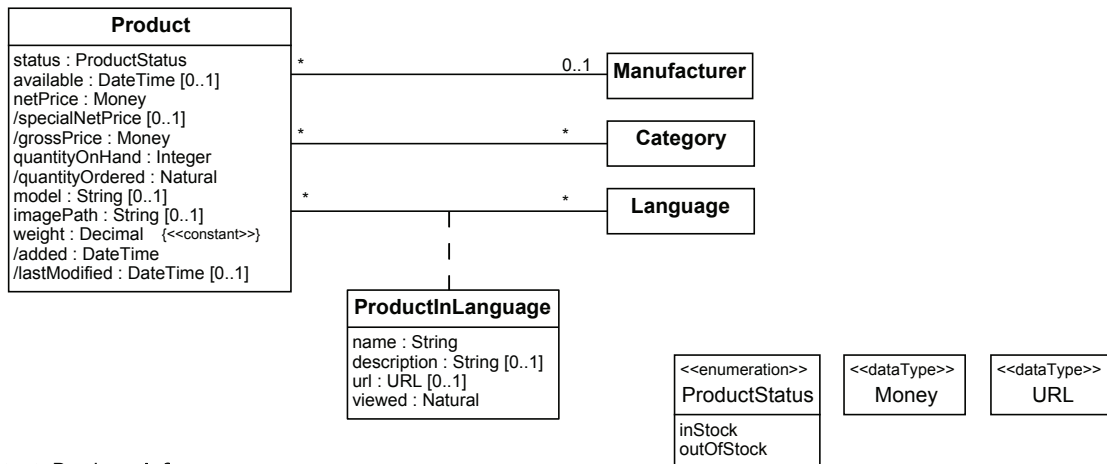 Product
status : ProductStatus
available : DateTime [0..1]
netPrice : Money
/specialNetPrice [0..1]
/grossPrice : Money
quantityOnHand : Integer
/quantityOrdered : Natural
model : String [0..1]
imagePath : String [0..1]
weight : Decimal {<<constant>>}
/added : DateTime
/lastModified : DateTime [0..1]
* 0..1
Manufacturer
* *
Category
* *
Language
ProductInLanguage
name : String
description : String [0..1]
url : URL [0..1]
viewed : Natural
<<enumeration>>
ProductStatus
inStock
outOfStock
<<dataType>>
Money
<<dataType>>
URL